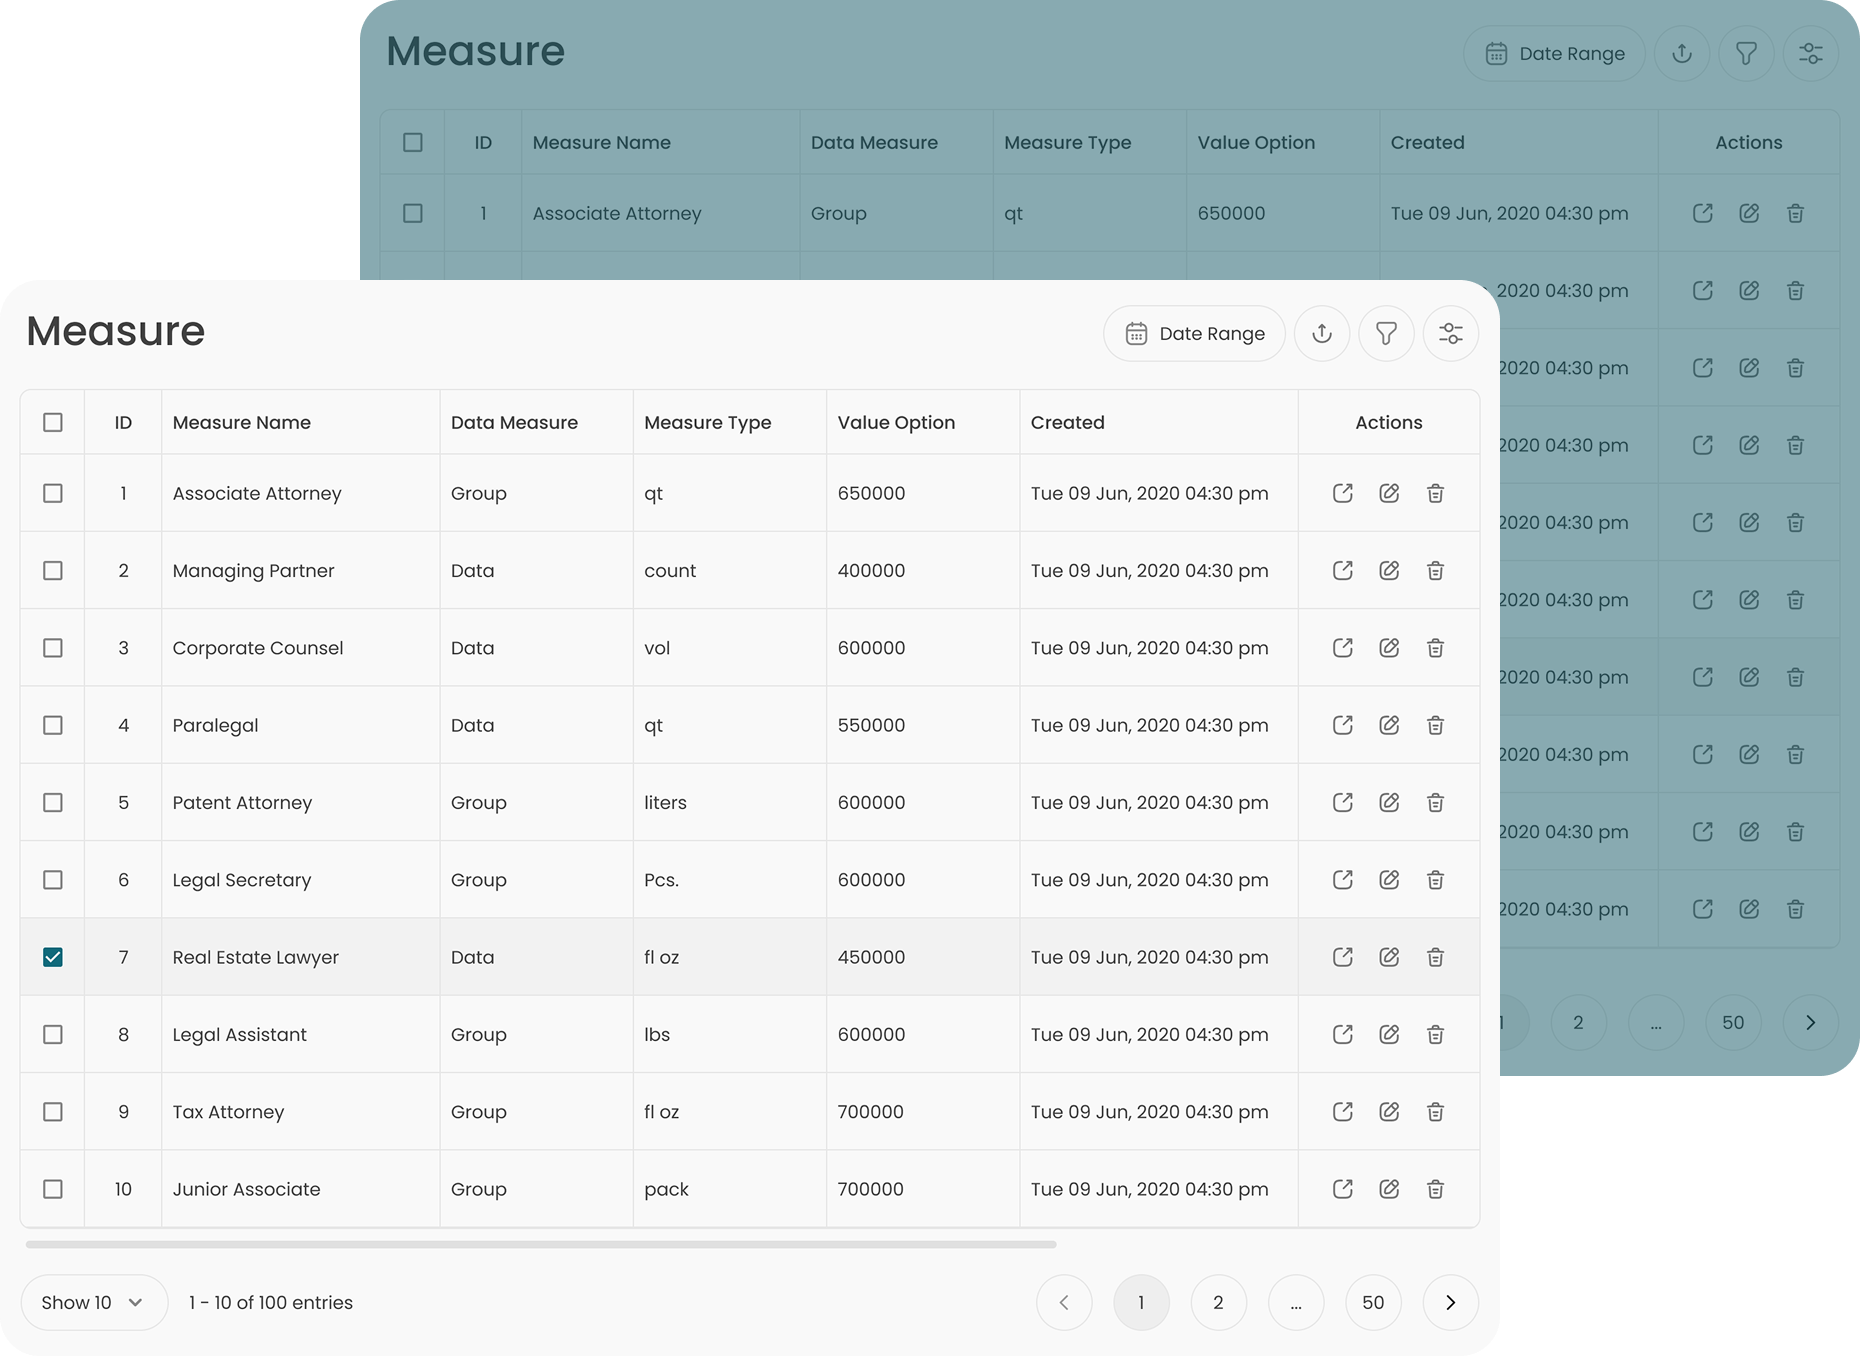 Measure
Date Range
ID Measure Name Data Measure Measure Type Value Option Created Actions
1 Associate Attorney Group qt 650000 Tue 09 Jun, 2020 04:30 pm
2020 04:30 pm
2020 04:30 pm
2020 04:30 pm
2020 04:30 pm
2020 04:30 pm
2020 04:30 pm
2020 04:30 pm
2020 04:30 pm
2020 04:30 pm
1 2 ... 50
Measure
Date Range
ID Measure Name Data Measure Measure Type Value Option Created Actions
1 Associate Attorney Group qt 650000 Tue 09 Jun, 2020 04:30 pm
2 Managing Partner Data count 400000 Tue 09 Jun, 2020 04:30 pm
3 Corporate Counsel Data vol 600000 Tue 09 Jun, 2020 04:30 pm
4 Paralegal Data qt 550000 Tue 09 Jun, 2020 04:30 pm
5 Patent Attorney Group liters 600000 Tue 09 Jun, 2020 04:30 pm
6 Legal Secretary Group Pcs. 600000 Tue 09 Jun, 2020 04:30 pm
7 Real Estate Lawyer Data fl oz 450000 Tue 09 Jun, 2020 04:30 pm
8 Legal Assistant Group lbs 600000 Tue 09 Jun, 2020 04:30 pm
9 Tax Attorney Group fl oz 700000 Tue 09 Jun, 2020 04:30 pm
10 Junior Associate Group pack 700000 Tue 09 Jun, 2020 04:30 pm
Show 10 1 - 10 of 100 entries 1 2 ... 50